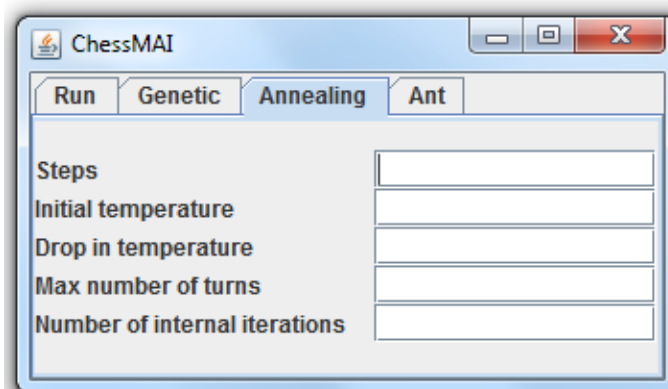 ChessMAI
Run Genetic Annealing Ant
Steps
Initial temperature
Drop in temperature
Max number of turns
Number of internal iterations